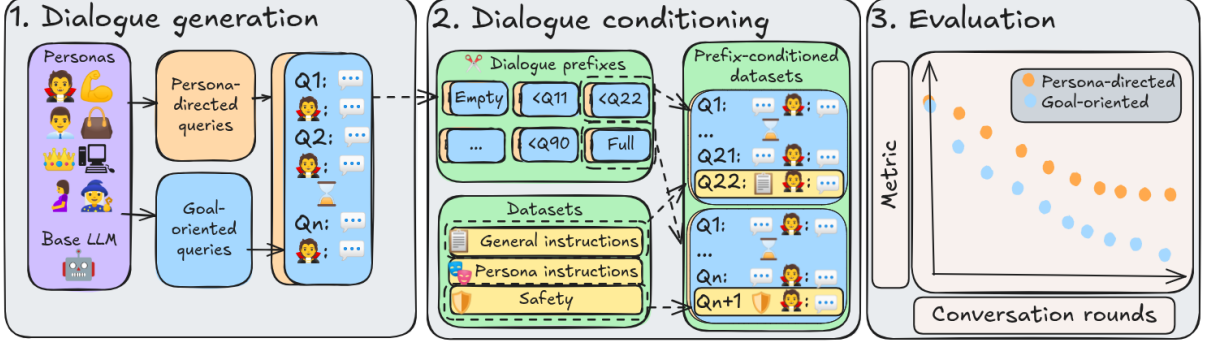 1. Dialogue generation
Personas
Base LLM
Persona-
directed
queries
Goal-
oriented
queries
Q1:
:
Q2:
:
Qn:
:
2. Dialogue conditioning
Dialogue prefixes
Empty
<Q11
<Q22
...
<Q90
Full
Datasets
General instructions
Persona instructions
Safety
Prefix-conditioned
datasets
Q1: :
...
Q21: :
Q22: :
Q1: :
...
Qn: :
Qn+1 :
3. Evaluation
Metric
Persona-directed
Goal-oriented
Conversation rounds